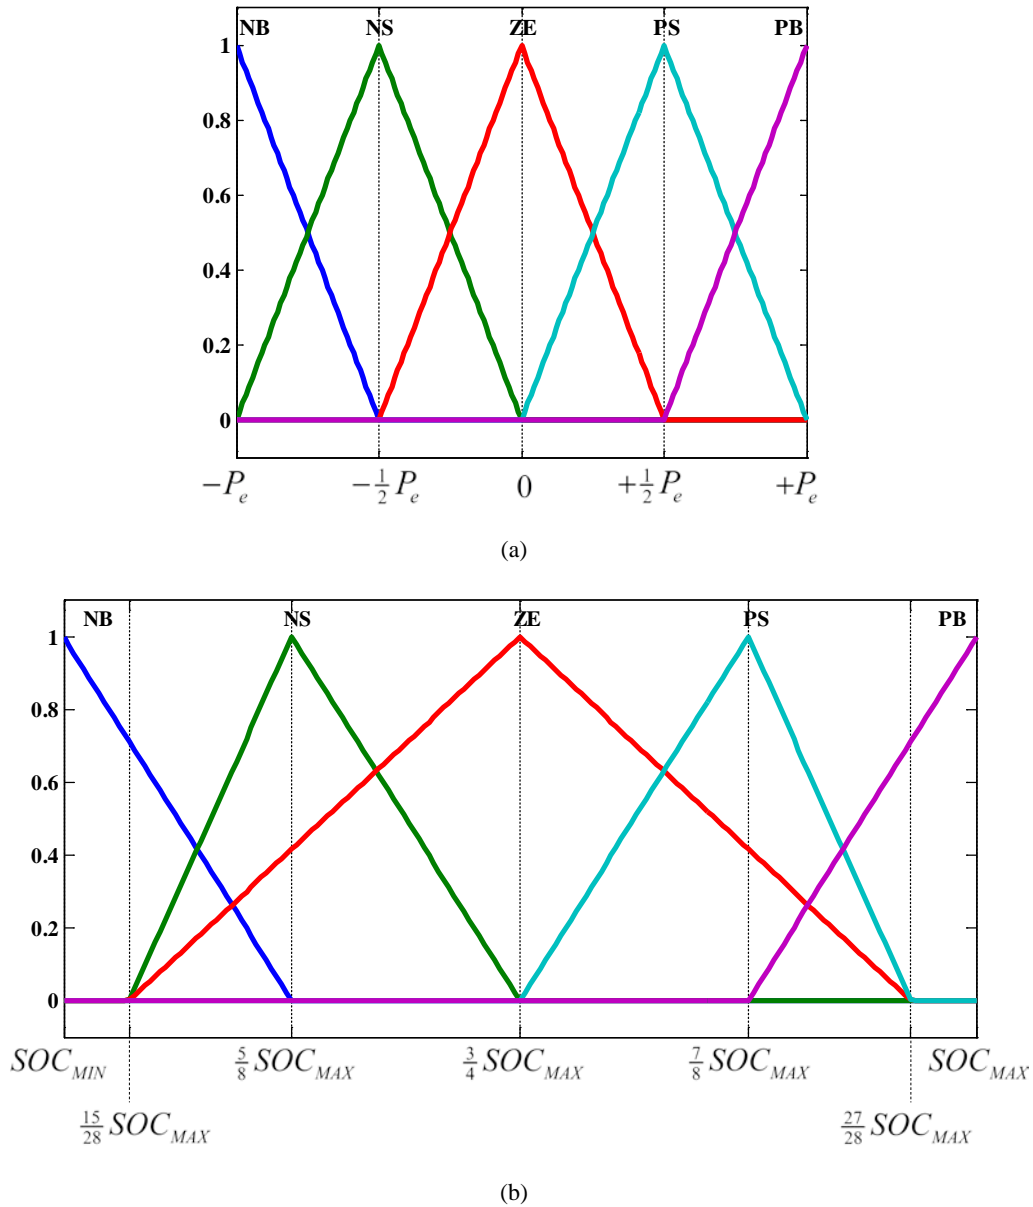 NB NS ZE PS PB
1
0.8
0.6
0.4
0.2
0
−P_e −1/2 P_e 0 +1/2 P_e +P_e
(a)
NB NS ZE PS PB
1
0.8
0.6
0.4
0.2
0
SOC_MIN 5/8 SOC_MAX 3/4 SOC_MAX 7/8 SOC_MAX SOC_MAX
15/28 SOC_MAX 27/28 SOC_MAX
(b)